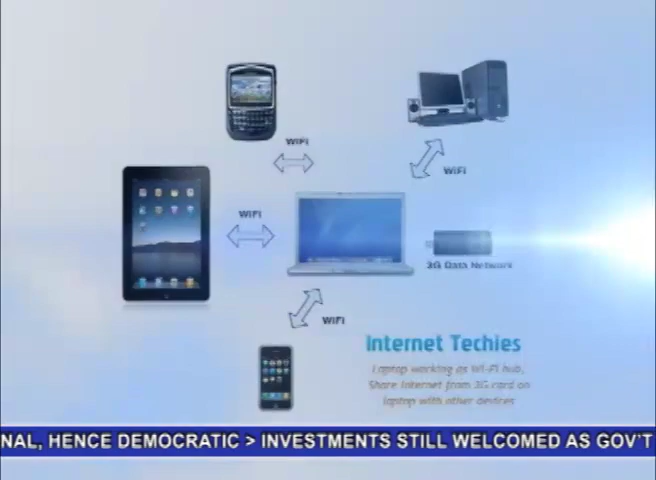 WiFi
WiFi
WiFi
3G Data Network
WiFi
Internet Techies
Laptop working as Wi-Fi hub,
Share Internet from 3G card on
laptop with other devices
NAL, HENCE DEMOCRATIC > INVESTMENTS STILL WELCOMED AS GOV'T